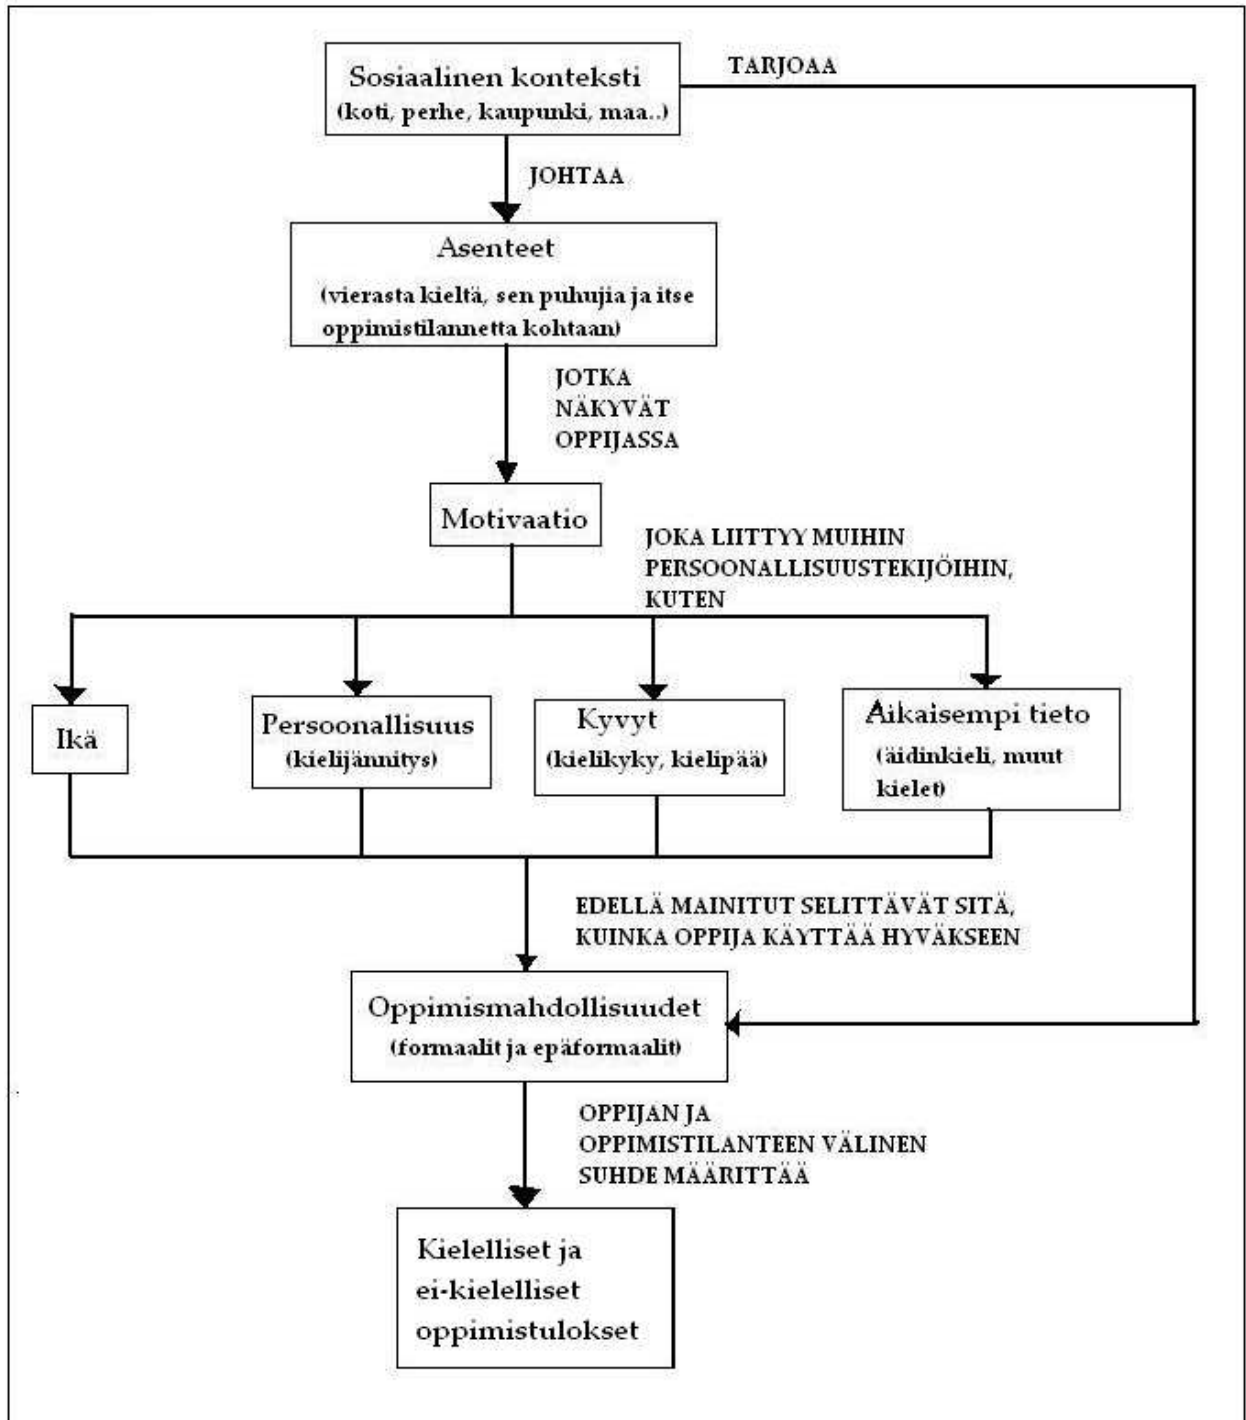 Sosiaalinen konteksti
(koti, perhe, kaupunki, maa..)
TARJOAA
JOHTAA
Asenteet
(vierasta kieltä, sen puhujia ja itse
oppimistilannetta kohtaan)
JOTKA
NÄKYVÄT
OPPIJASSA
Motivaatio
JOKA LIITTYY MUIHIN
PERSOONALLISUUSTEKIJÖIHIN,
KUTEN
Ikä
Persoonallisuus
(kielijännitys)
Kyvyt
(kielikyky, kielipää)
Aikaisempi tieto
(äidinkieli, muut
kielet)
EDELLÄ MAINITUT SELITTÄVÄT SITÄ,
KUINKA OPPIJA KÄYTTÄÄ HYVÄKSEEN
Oppimismahdollisuudet
(formaalit ja epäformaalit)
OPPIJAN JA
OPPIMISTILANTEEN VÄLINEN
SUHDE MÄÄRITTÄÄ
Kielelliset ja
ei-kielelliset
oppimistulokset